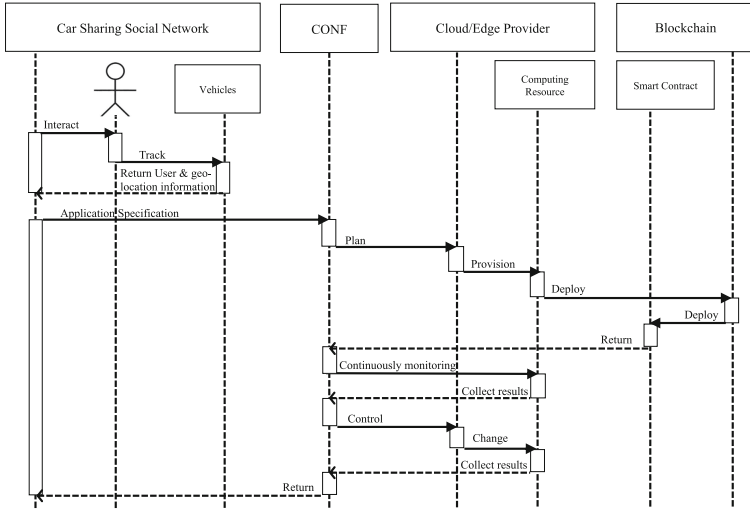 Car Sharing Social Network
CONF
Cloud/Edge Provider
Blockchain
Vehicles
Computing
Resource
Smart Contract
Interact
Track
Return User & geo-
location information
Application Specification
Plan
Provision
Deploy
Deploy
Return
Continuously monitoring
Collect results
Control
Change
Collect results
Return